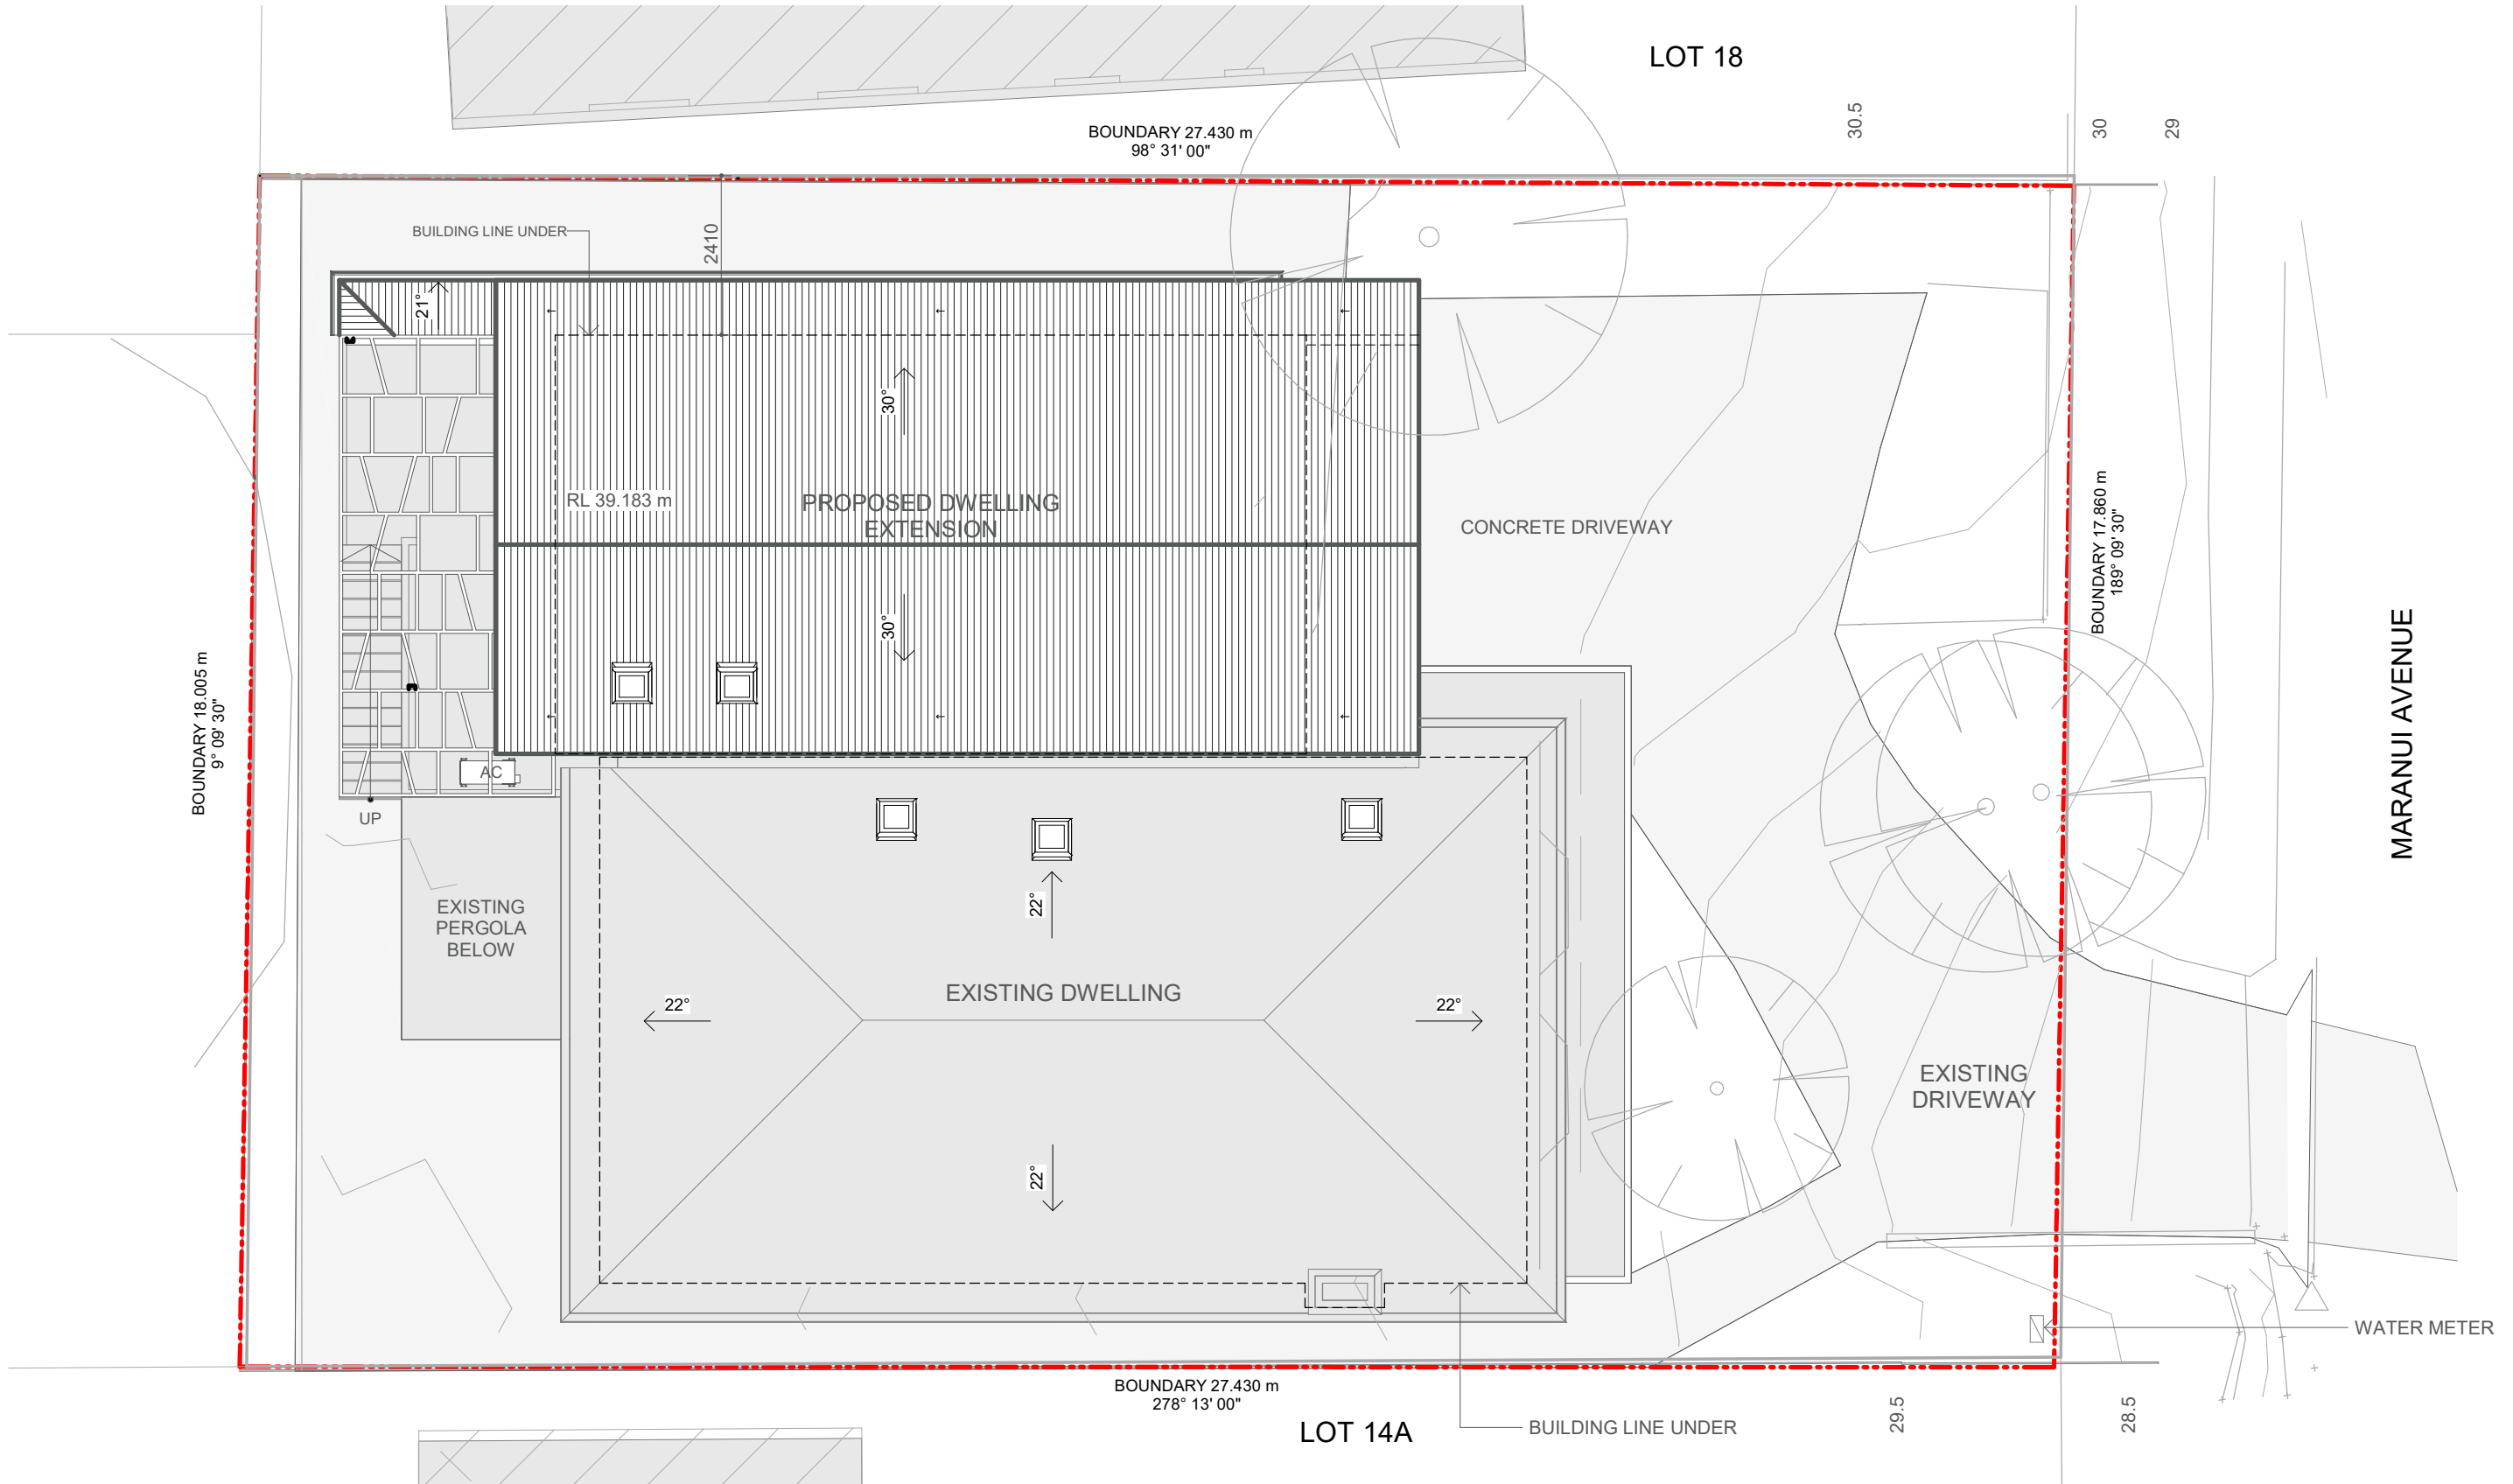 LOT 18
30.5
30
29
BOUNDARY 27.430 m
98° 31' 00"
BUILDING LINE UNDER
2410
21°
30°
RL 39.183 m
PROPOSED DWELLING
EXTENSION
CONCRETE DRIVEWAY
BOUNDARY 17.860 m
189° 09' 30"
30°
MARANUI AVENUE
BOUNDARY 18.005 m
9° 09' 30"
AC
UP
EXISTING
PERGOLA
BELOW
22°
EXISTING DWELLING
22°
22°
22°
EXISTING
DRIVEWAY
WATER METER
BOUNDARY 27.430 m
278° 13' 00"
LOT 14A
BUILDING LINE UNDER
29.5
28.5